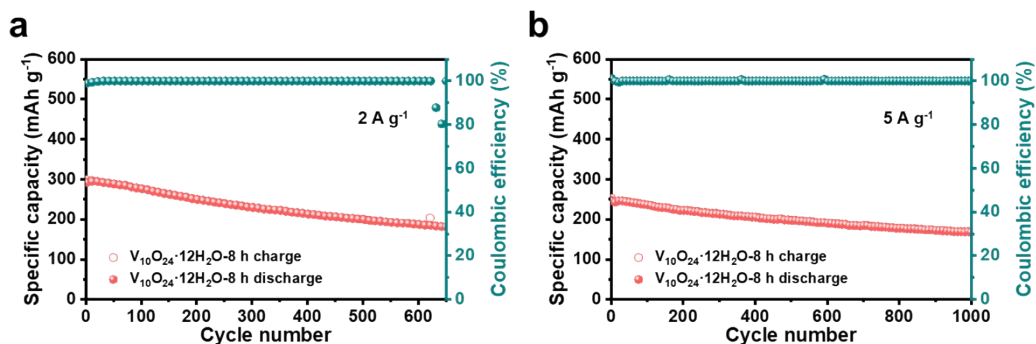 a
600
500
400
300
200
100
0
Specific capacity (mAh g⁻¹)
2 A g⁻¹
V₁₀O₂₄·12H₂O-8 h charge
V₁₀O₂₄·12H₂O-8 h discharge
0 100 200 300 400 500 600
Cycle number
100
80
60
40
20
0
Coulombic efficiency (%)
b
600
500
400
300
200
100
0
Specific capacity (mAh g⁻¹)
5 A g⁻¹
V₁₀O₂₄·12H₂O-8 h charge
V₁₀O₂₄·12H₂O-8 h discharge
0 200 400 600 800 1000
Cycle number
100
80
60
40
20
0
Coulombic efficiency (%)